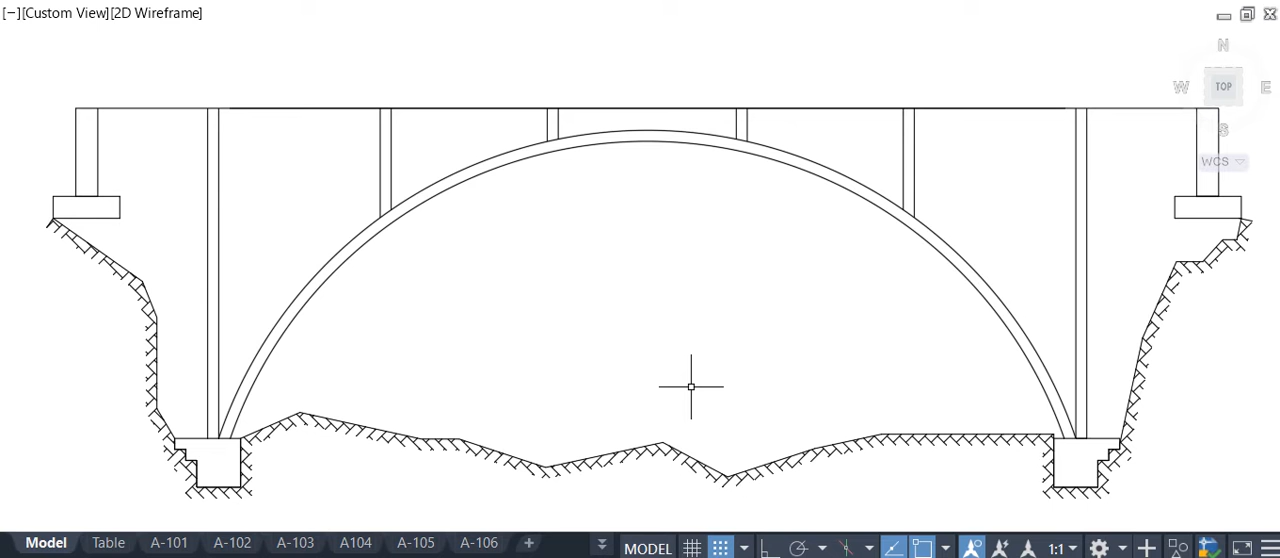 [−][Custom View][2D Wireframe]
N
W TOP E
S
WCS
Model Table A-101 A-102 A-103 A104 A-105 A-106 MODEL 1:1